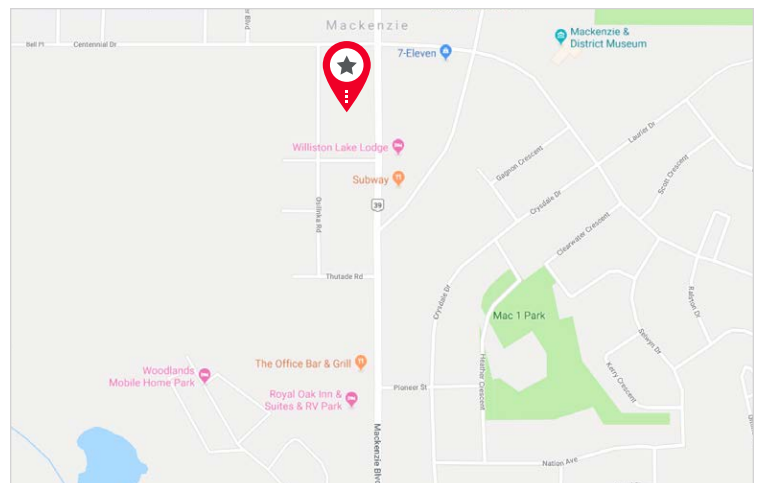 r Blvd
Mackenzie
Bell Pl
Centennial Dr
7-Eleven
Mackenzie &
District Museum
Williston Lake Lodge
Laurier Dr
Gagnon Crescent
Scott Crescent
Subway
Crysdale Dr
39
Osilinka Rd
Clearwater Crescent
Thutade Rd
Crysdale Dr
Ralston Dr
Mac 1 Park
Selwyn Dr
The Office Bar & Grill
Woodlands
Mobile Home Park
Heather Crescent
Kerry Crescent
Pioneer St
Royal Oak Inn &
Suites & RV Park
Mackenzie Blvd
Nation Ave